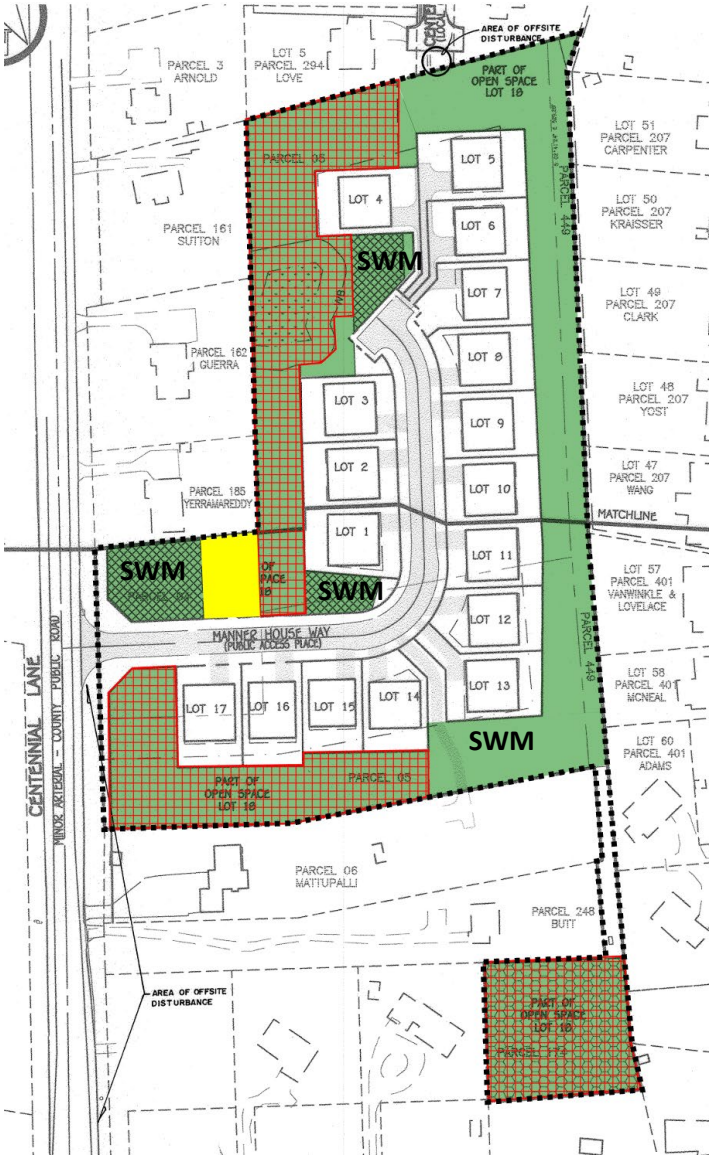 CENTEN
(LOCAL
AREA OF OFFSITE
DISTURBANCE
PARCEL 3
ARNOLD
LOT 5
PARCEL 294
LOVE
PART OF
OPEN SPACE
LOT 18
LOT 51
PARCEL 207
CARPENTER
PARCEL 05
LOT 5
LOT 4
PARCEL 449
LOT 50
PARCEL 207
KRAISSER
PARCEL 161
SUTTON
LOT 6
SWM
LOT 7
LOT 49
PARCEL 207
CLARK
WB
PARCEL 162
GUERRA
LOT 8
LOT 48
PARCEL 207
YOST
LOT 3
LOT 9
LOT 2
LOT 10
LOT 47
PARCEL 207
WANG
PARCEL 185
YERRAMAREDDY
MATCHLINE
LOT 1
LOT 11
SWM
OF
PACE
18
SWM
LOT 57
PARCEL 401
VANWINKLE &
LOVELACE
LOT 12
MANNER HOUSE WAY
(PUBLIC ACCESS PLACE)
PARCEL 449
LOT 58
PARCEL 401
MCNEAL
LOT 13
LOT 17
LOT 16
LOT 15
LOT 14
SWM
LOT 60
PARCEL 401
ADAMS
CENTENNIAL LANE
MINOR ARTERIAL - COUNTY PUBLIC ROAD
PART OF
OPEN SPACE
LOT 18
PARCEL 05
PARCEL 06
MATTUPALLI
PARCEL 248
BUTT
AREA OF OFFSITE
DISTURBANCE
PART OF
OPEN SPACE
LOT 18
PARCEL